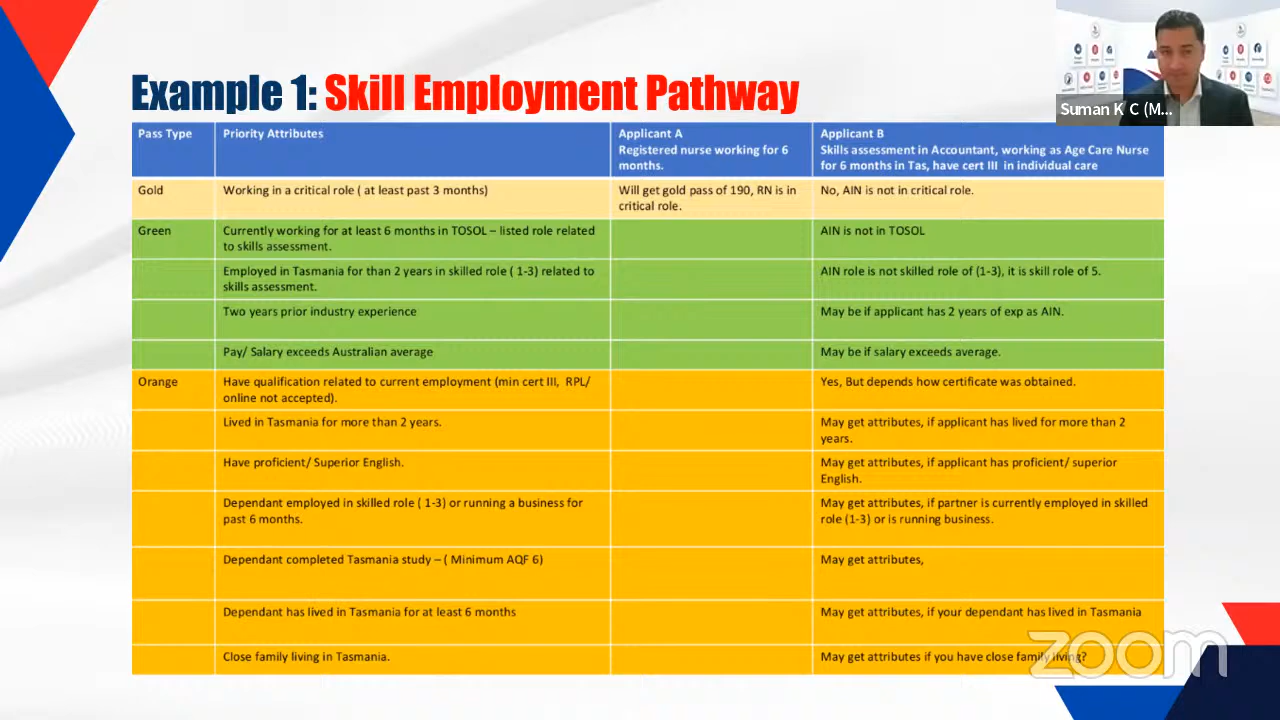 Example 1: Skill Employment Pathway
Suman K C (M...
Pass Type
Priority Attributes
Applicant A
Registered nurse working for 6
months.
Applicant B
Skills assessment in Accountant, working as Age Care Nurse
for 6 months in Tas, have cert III in individual care
Gold
Working in a critical role ( at least past 3 months)
Will get gold pass of 190, RN is in
critical role.
No, AIN is not in critical role.
Green
Currently working for at least 6 months in TOSOL – listed role related
to skills assessment.
AIN is not in TOSOL
Employed in Tasmania for than 2 years in skilled role ( 1-3) related to
skills assessment.
AIN role is not skilled role of (1-3), it is skill role of 5.
Two years prior industry experience
May be if applicant has 2 years of exp as AIN.
Pay/ Salary exceeds Australian average
May be if salary exceeds average.
Orange
Have qualification related to current employment (min cert III, RPL/
online not accepted).
Yes, But depends how certificate was obtained.
Lived in Tasmania for more than 2 years.
May get attributes, if applicant has lived for more than 2
years.
Have proficient/ Superior English.
May get attributes, if applicant has proficient/ superior
English.
Dependant employed in skilled role ( 1-3) or running a business for
past 6 months.
May get attributes, if partner is currently employed in skilled
role (1-3) or is running business.
Dependant completed Tasmania study – ( Minimum AQF 6)
May get attributes,
Dependant has lived in Tasmania for at least 6 months
May get attributes, if your dependant has lived in Tasmania
Close family living in Tasmania.
May get attributes if you have close family living?
zoom